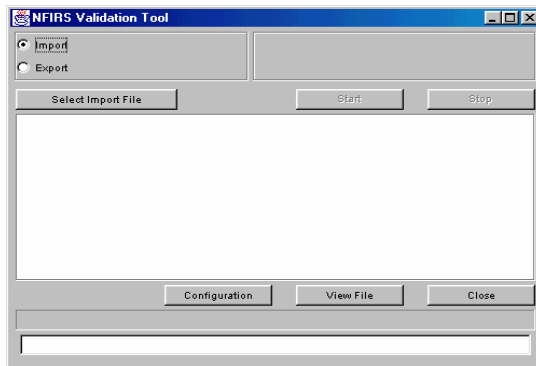 NFIRS Validation Tool
Import
Export
Select Import File Start Stop
Configuration View File Close